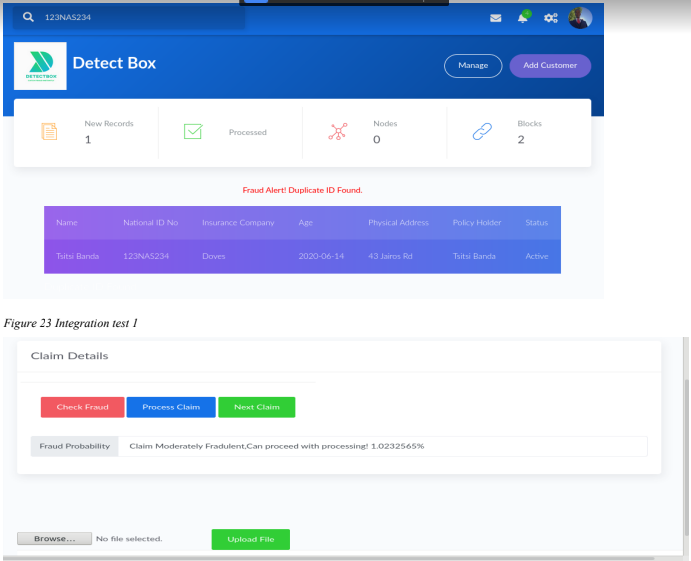 123NAS234
DETECTBOX
Detect Box
Manage
Add Customer
New Records
1
Processed
Nodes
0
Blocks
2
Fraud Alert! Duplicate ID Found.
Name National ID No Insurance Company Age Physical Address Policy Holder Status
Tsitsi Banda 123NAS234 Doves 2020-06-14 43 Jairos Rd Tsitsi Banda Active
Figure 23 Integration test 1
Claim Details
Check Fraud Process Claim Next Claim
Fraud Probability Claim Moderately Fradulent,Can proceed with processing! 1.0232565%
Browse... No file selected. Upload File